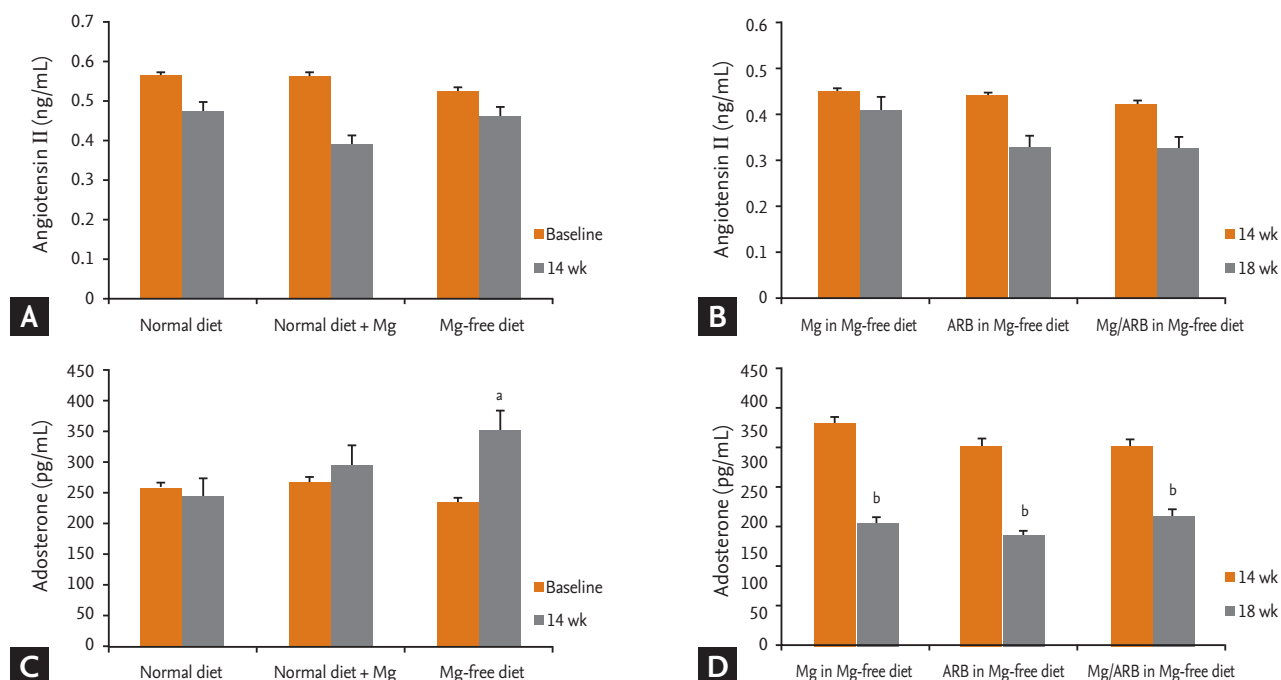 0.7
0.6
0.5
0.4
0.3
0.2
0.1
0
Angiotensin II (ng/mL)
Baseline
14 wk
A
Normal diet
Normal diet + Mg
Mg-free diet
0.6
0.5
0.4
0.3
0.2
0.1
0
Angiotensin II (ng/mL)
14 wk
18 wk
B
Mg in Mg-free diet
ARB in Mg-free diet
Mg/ARB in Mg-free diet
450
400
350
300
250
200
150
100
50
0
Adosterone (pg/mL)
a
Baseline
14 wk
C
Normal diet
Normal diet + Mg
Mg-free diet
450
400
350
300
250
200
150
100
50
0
Adosterone (pg/mL)
b
b
b
14 wk
18 wk
D
Mg in Mg-free diet
ARB in Mg-free diet
Mg/ARB in Mg-free diet